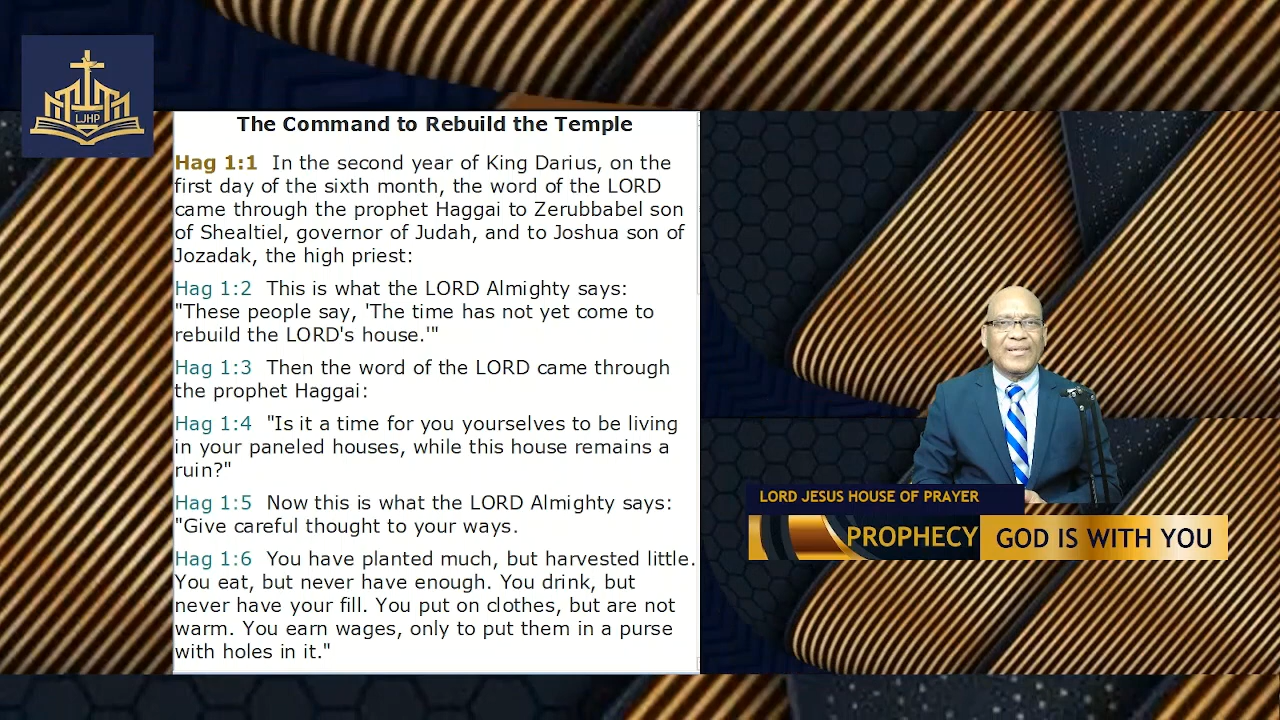 LJHP
The Command to Rebuild the Temple
Hag 1:1 In the second year of King Darius, on the
first day of the sixth month, the word of the LORD
came through the prophet Haggai to Zerubbabel son
of Shealtiel, governor of Judah, and to Joshua son of
Jozadak, the high priest:
Hag 1:2 This is what the LORD Almighty says:
"These people say, 'The time has not yet come to
rebuild the LORD's house.'"
Hag 1:3 Then the word of the LORD came through
the prophet Haggai:
Hag 1:4 "Is it a time for you yourselves to be living
in your paneled houses, while this house remains a
ruin?"
Hag 1:5 Now this is what the LORD Almighty says:
"Give careful thought to your ways.
Hag 1:6 You have planted much, but harvested little.
You eat, but never have enough. You drink, but
never have your fill. You put on clothes, but are not
warm. You earn wages, only to put them in a purse
with holes in it."
LORD JESUS HOUSE OF PRAYER
PROPHECY GOD IS WITH YOU